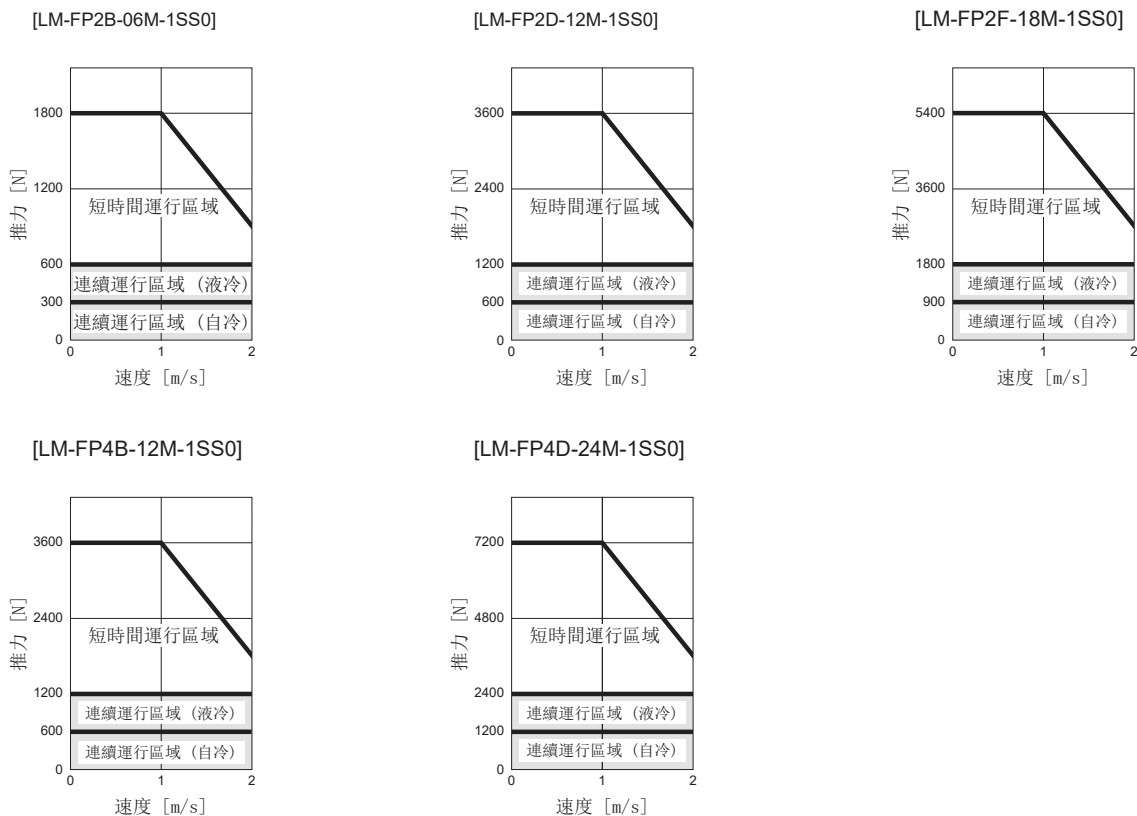 [LM-FP2B-06M-1SS0]
1800
1200
600
300
0
推力 [N]
短時間運行區域
連續運行區域 (液冷)
連續運行區域 (自冷)
0 1 2
速度 [m/s]
[LM-FP2D-12M-1SS0]
3600
2400
1200
600
0
推力 [N]
短時間運行區域
連續運行區域 (液冷)
連續運行區域 (自冷)
0 1 2
速度 [m/s]
[LM-FP2F-18M-1SS0]
5400
3600
1800
900
0
推力 [N]
短時間運行區域
連續運行區域 (液冷)
連續運行區域 (自冷)
0 1 2
速度 [m/s]
[LM-FP4B-12M-1SS0]
3600
2400
1200
600
0
推力 [N]
短時間運行區域
連續運行區域 (液冷)
連續運行區域 (自冷)
0 1 2
速度 [m/s]
[LM-FP4D-24M-1SS0]
7200
4800
2400
1200
0
推力 [N]
短時間運行區域
連續運行區域 (液冷)
連續運行區域 (自冷)
0 1 2
速度 [m/s]